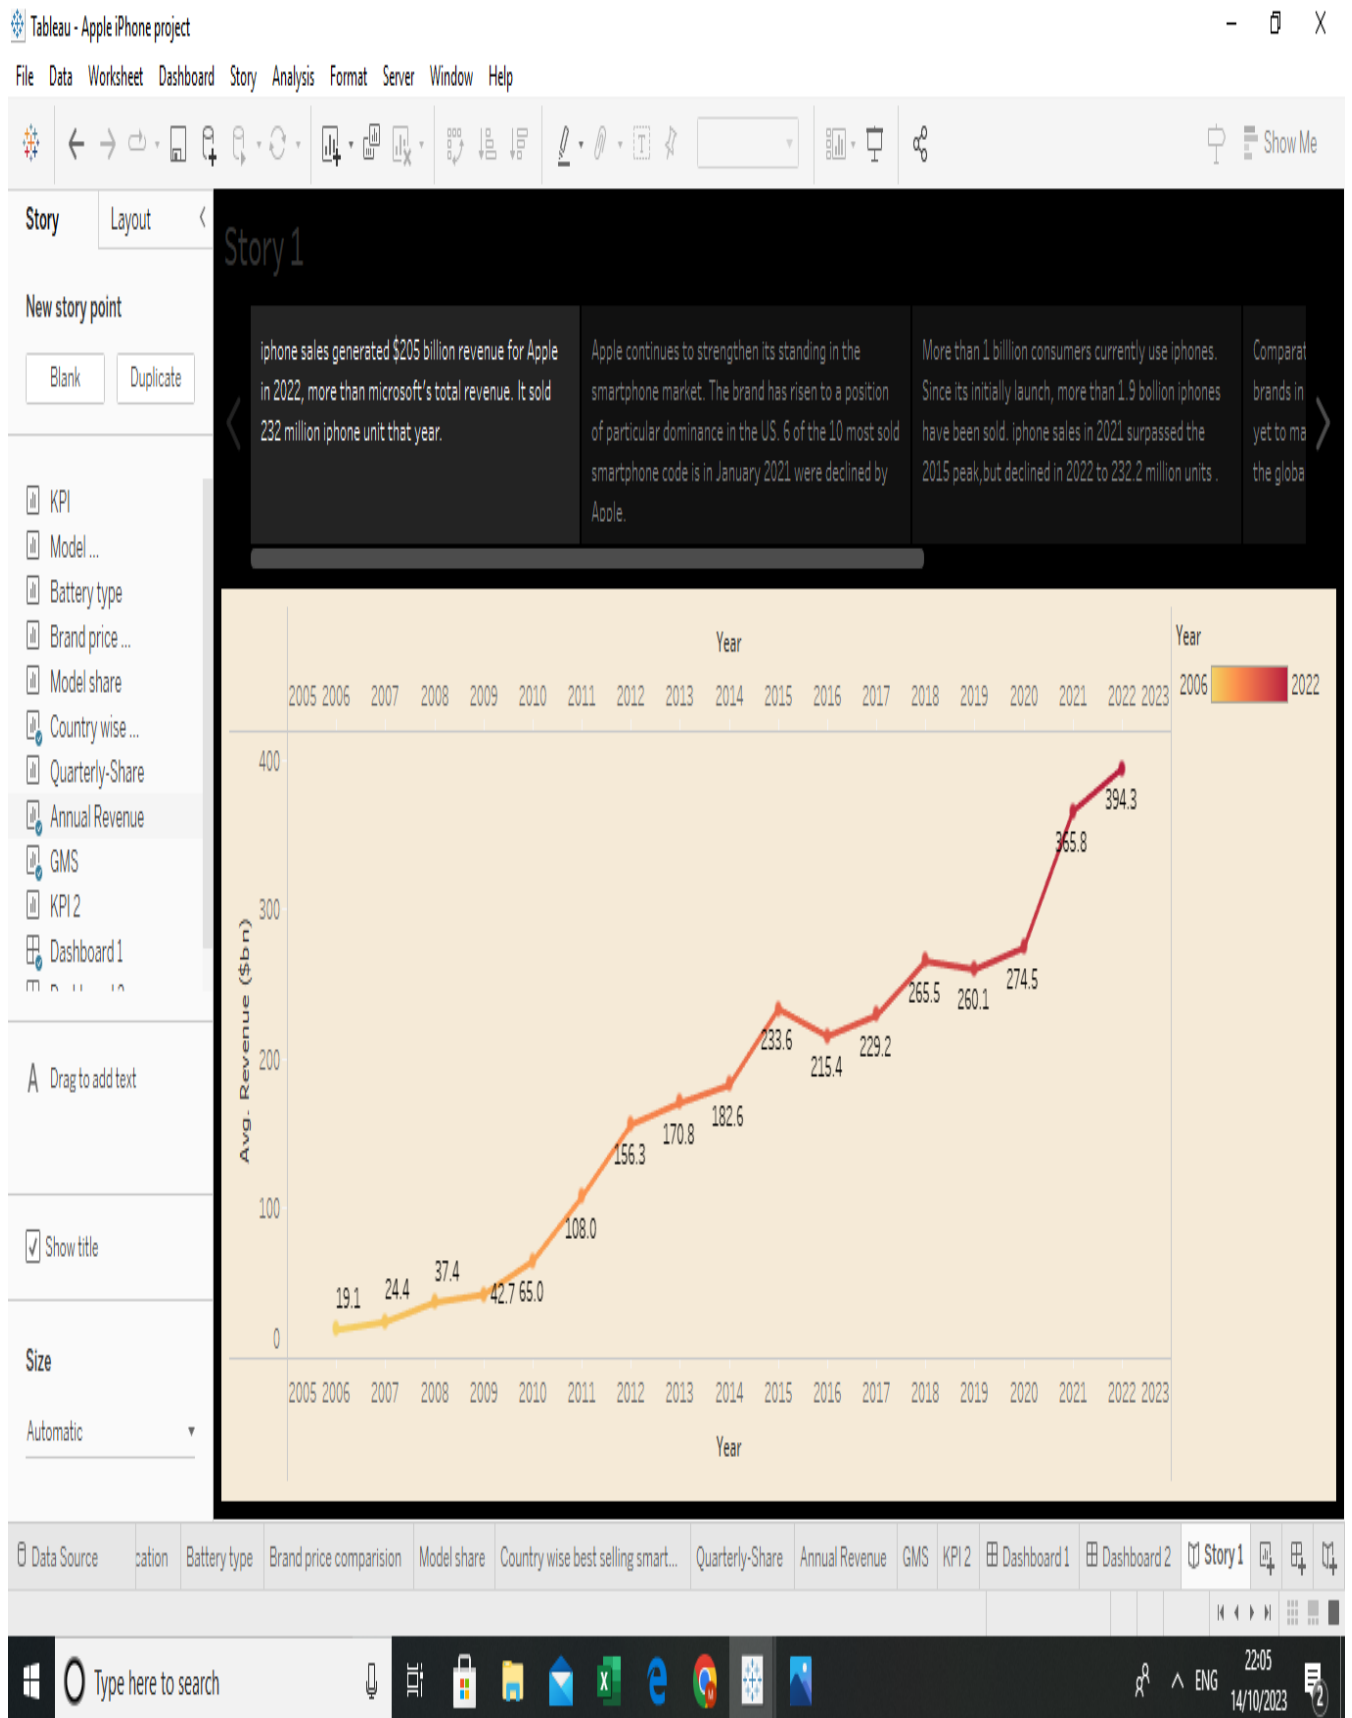 Tableau - Apple iPhone project
File Data Worksheet Dashboard Story Analysis Format Server Window Help
Show Me
Story Layout
Story 1
New story point
Blank Duplicate
iphone sales generated $205 billion revenue for Apple
in 2022, more than microsoft's total revenue. It sold
232 million iphone unit that year.
Apple continues to strengthen its standing in the
smartphone market. The brand has risen to a position
of particular dominance in the US. 6 of the 10 most sold
smartphone code is in January 2021 were declined by
Apple.
More than 1 billlion consumers currently use iphones.
Since its initially launch, more than 1.9 bollion iphones
have been sold. iphone sales in 2021 surpassed the
2015 peak,but declined in 2022 to 232.2 million units .
Comparat
brands in
yet to ma
the globa
KPI
Model ...
Battery type
Brand price ...
Model share
Country wise ...
Quarterly-Share
Annual Revenue
GMS
KPI 2
Dashboard 1
A Drag to add text
Show title
Size
Automatic
Year
2005 2006 2007 2008 2009 2010 2011 2012 2013 2014 2015 2016 2017 2018 2019 2020 2021 2022 2023
Year
2006 2022
Avg. Revenue ($bn)
400
300
200
100
0
19.1 24.4 37.4 42.7 65.0 108.0 156.3 170.8 182.6 233.6 215.4 229.2 265.5 260.1 274.5 365.8 394.3
2005 2006 2007 2008 2009 2010 2011 2012 2013 2014 2015 2016 2017 2018 2019 2020 2021 2022 2023
Year
Data Source cation Battery type Brand price comparision Model share Country wise best selling smart... Quarterly-Share Annual Revenue GMS KPI 2 Dashboard 1 Dashboard 2 Story 1
Type here to search
ENG
22:05
14/10/2023
2